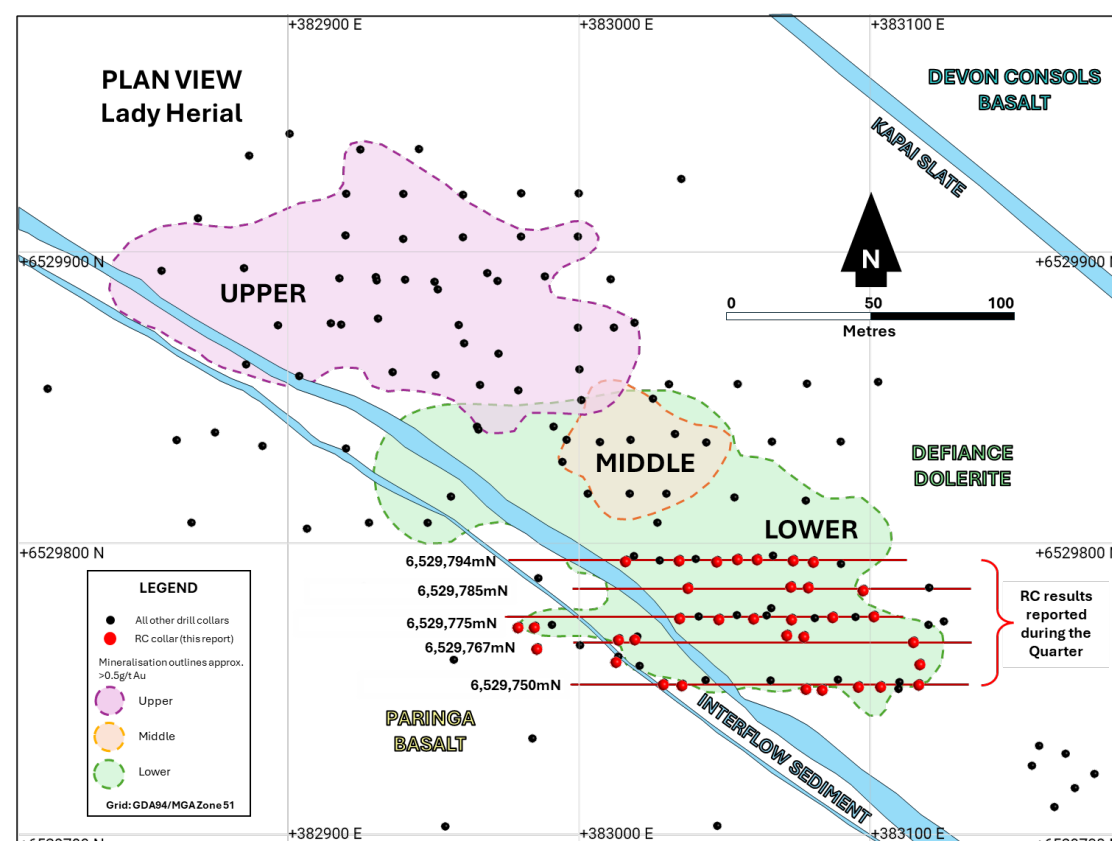 +382900 E
+383000 E
+383100 E
PLAN VIEW
Lady Herial
DEVON CONSOLS
BASALT
KAPAI SLATE
N
+6529900 N
+6529900 N
UPPER
0
50
100
Metres
MIDDLE
DEFIANCE
DOLERITE
LOWER
+6529800 N
+6529800 N
6,529,794mN
6,529,785mN
6,529,775mN
6,529,767mN
6,529,750mN
RC results
reported
during the
Quarter
LEGEND
All other drill collars
RC collar (this report)
Mineralisation outlines approx.
>0.5g/t Au
Upper
Middle
Lower
Grid: GDA94/MGA Zone 51
PARINGA
BASALT
INTERFLOW SEDIMENT
+382900 E
+383000 E
+383100 E